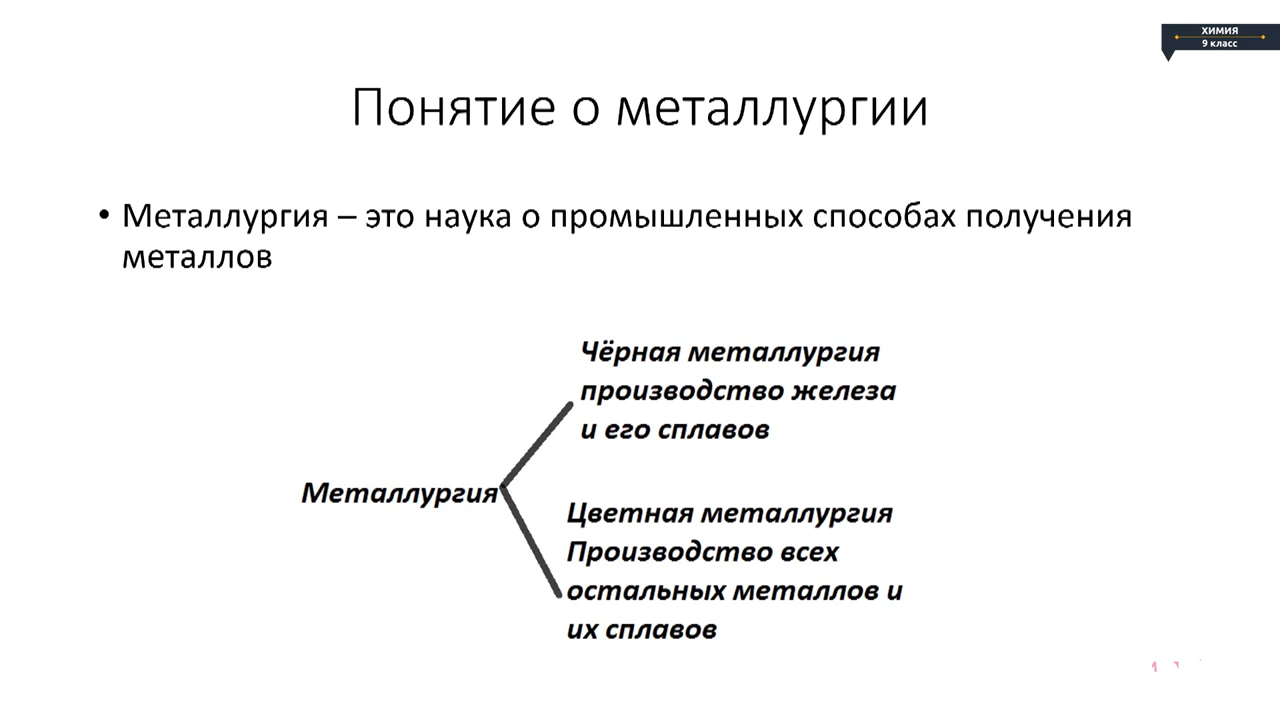 ХИМИЯ
9 класс
Понятие о металлургии
• Металлургия – это наука о промышленных способах получения
металлов
Чёрная металлургия
производство железа
и его сплавов
Металлургия
Цветная металлургия
Производство всех
остальных металлов и
их сплавов